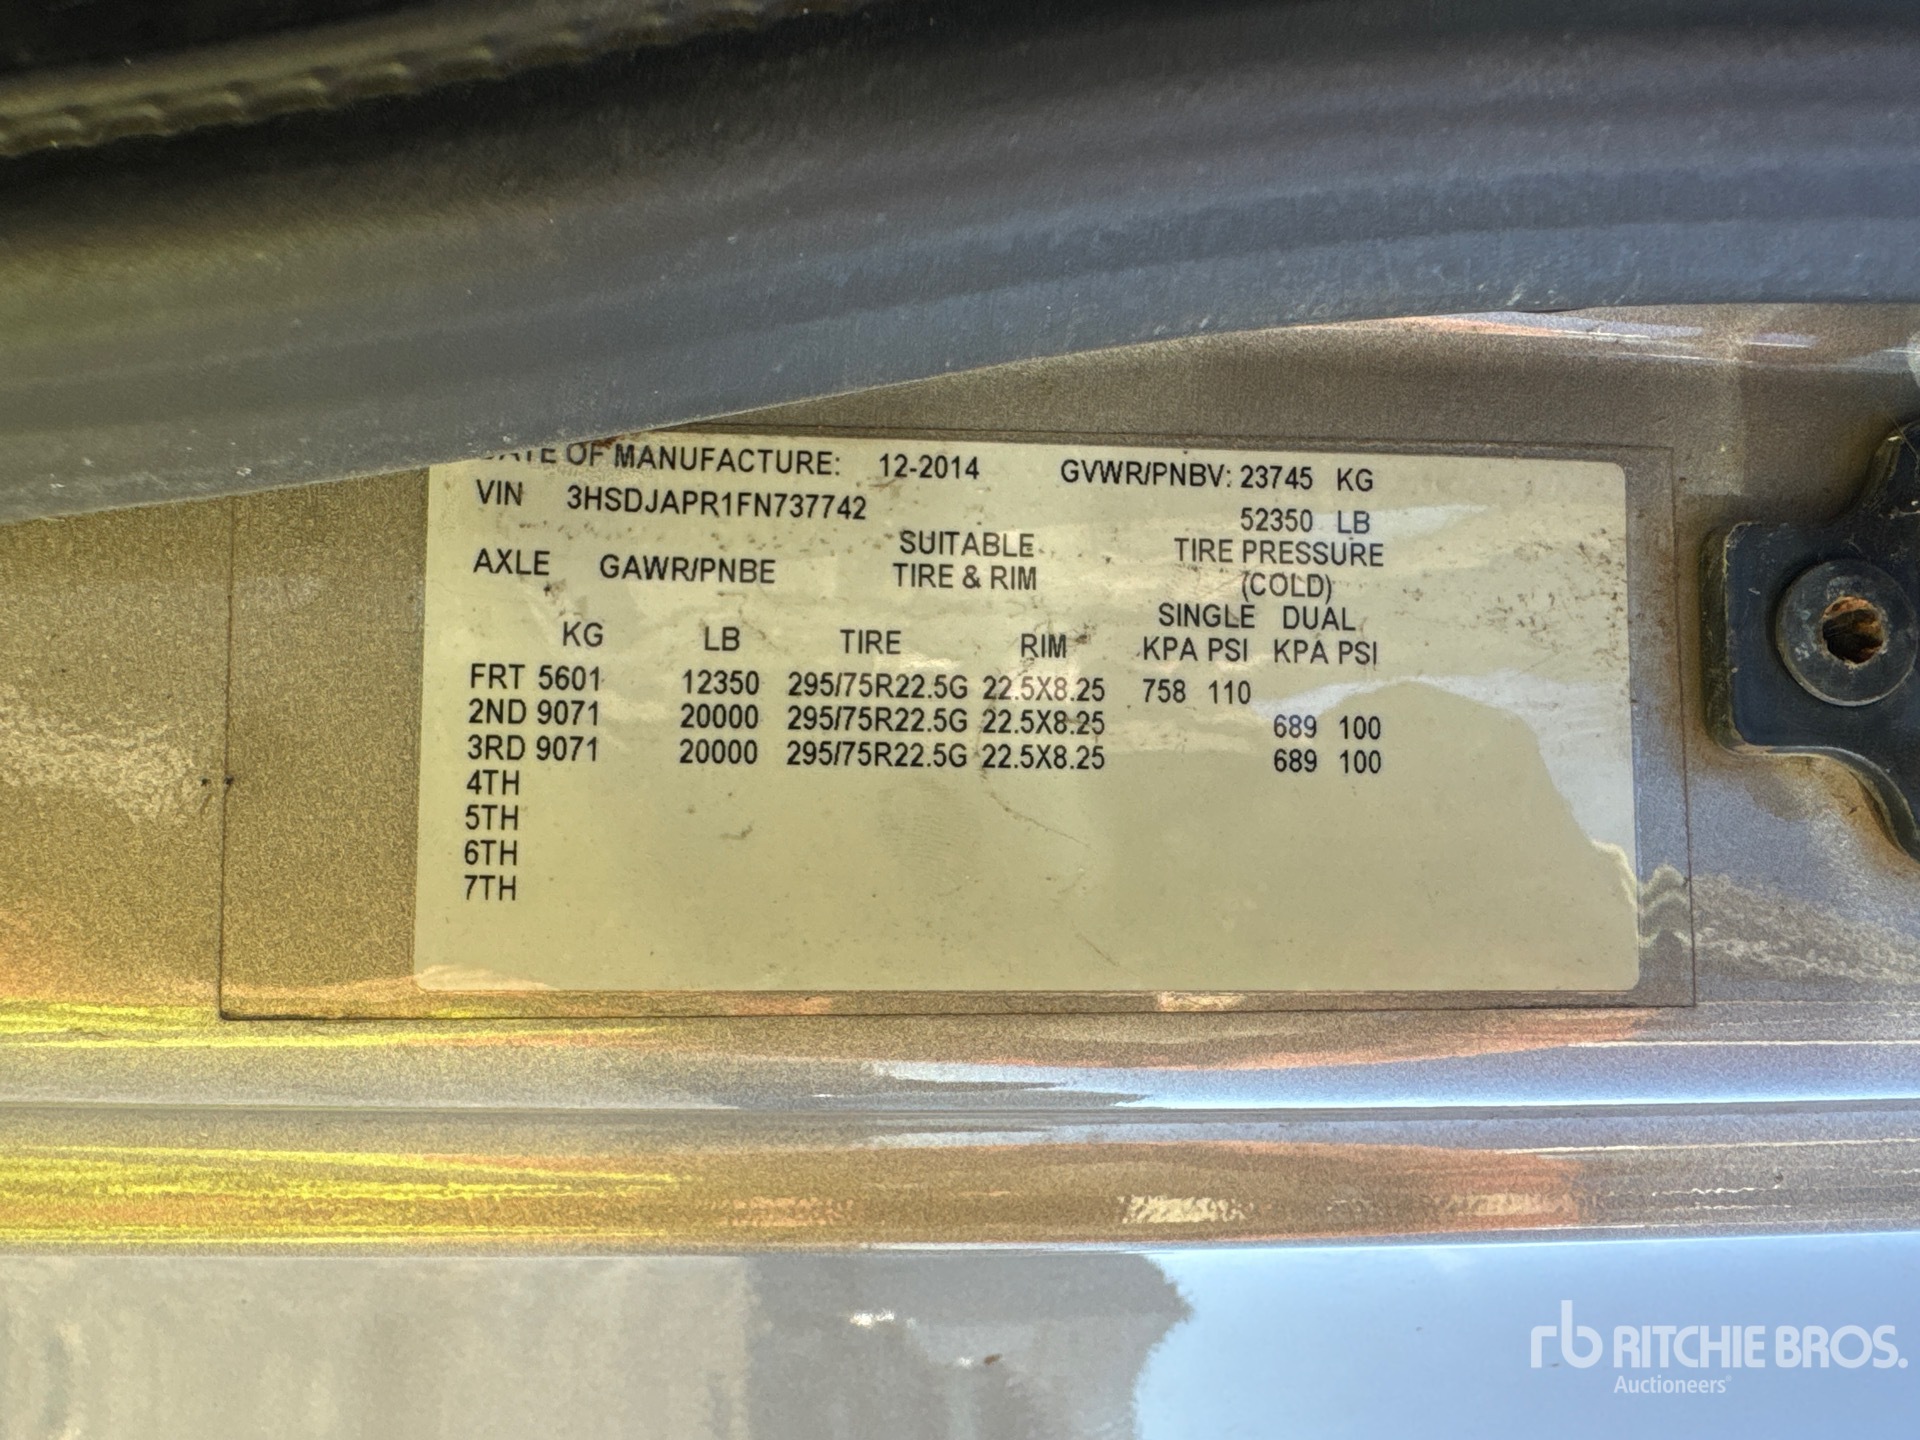 DATE OF MANUFACTURE: 12-2014 GVWR/PNBV: 23745 KG
VIN 3HSDJAPR1FN737742
52350 LB
AXLE GAWR/PNBE SUITABLE TIRE & RIM TIRE PRESSURE (COLD)
SINGLE DUAL
KG LB TIRE RIM KPA PSI KPA PSI
FRT 5601 12350 295/75R22.5G 22.5X8.25 758 110
2ND 9071 20000 295/75R22.5G 22.5X8.25 689 100
3RD 9071 20000 295/75R22.5G 22.5X8.25 689 100
4TH
5TH
6TH
7TH
rb RITCHIE BROS.
Auctioneers